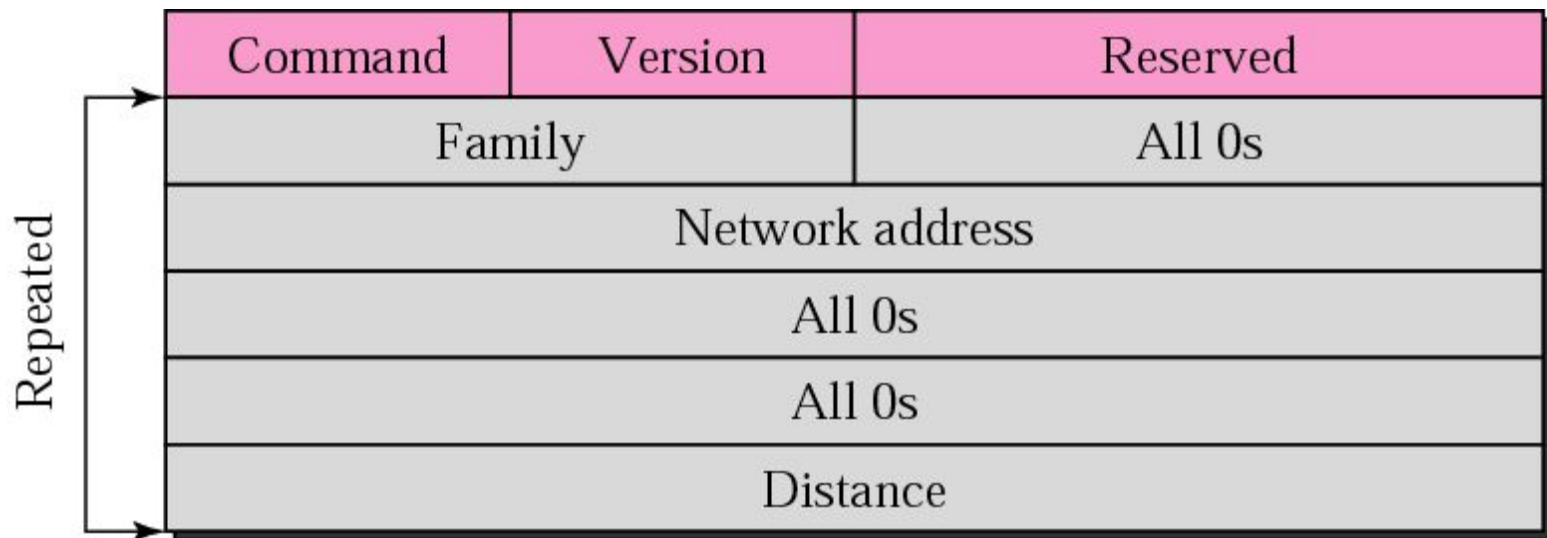 Command Version Reserved
Family All 0s
Network address
All 0s
All 0s
Distance
Repeated